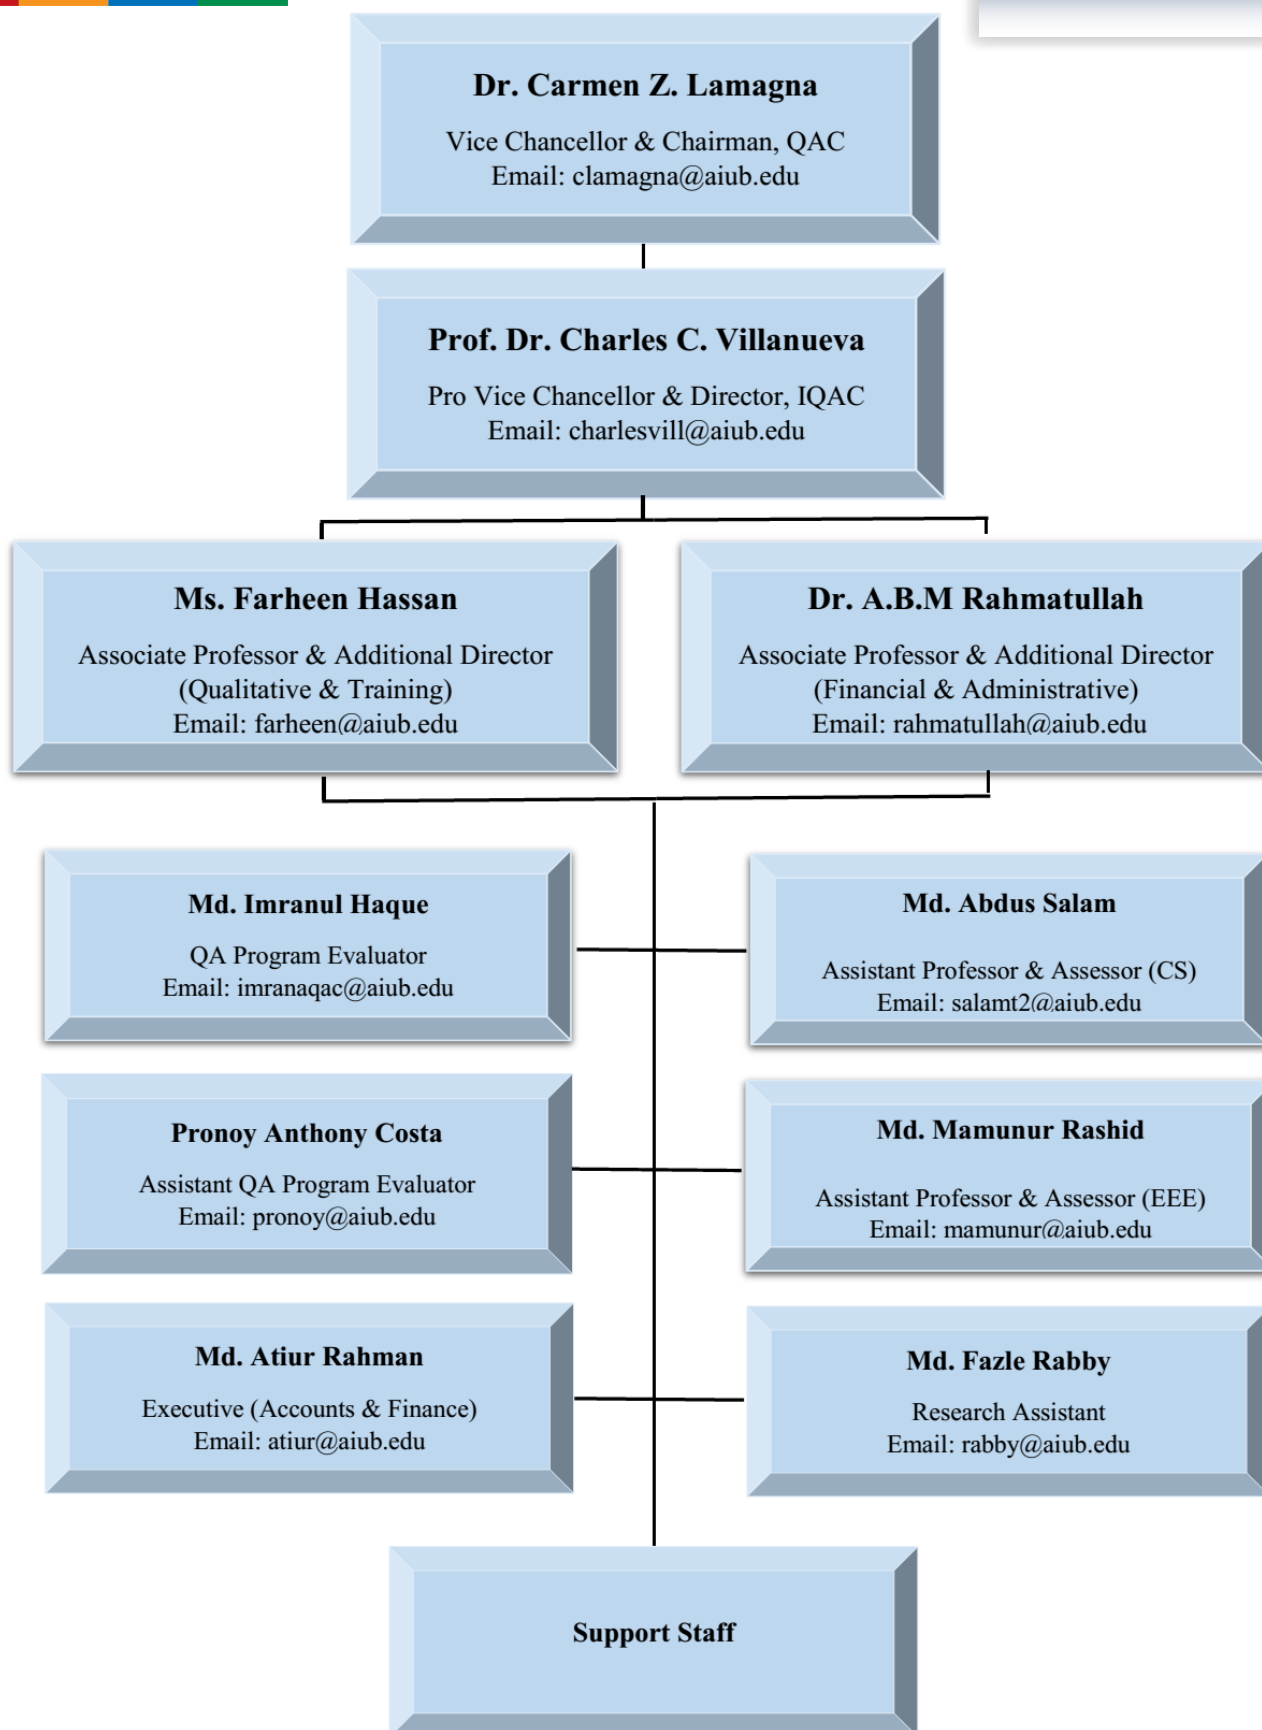 Dr. Carmen Z. Lamagna
Vice Chancellor & Chairman, QAC
Email: clamagna@aiub.edu
Prof. Dr. Charles C. Villanueva
Pro Vice Chancellor & Director, IQAC
Email: charlesvill@aiub.edu
Ms. Farheen Hassan
Associate Professor & Additional Director
(Qualitative & Training)
Email: farheen@aiub.edu
Dr. A.B.M Rahmatullah
Associate Professor & Additional Director
(Financial & Administrative)
Email: rahmatullah@aiub.edu
Md. Imranul Haque
QA Program Evaluator
Email: imranaqac@aiub.edu
Md. Abdus Salam
Assistant Professor & Assessor (CS)
Email: salamt2@aiub.edu
Pronoy Anthony Costa
Assistant QA Program Evaluator
Email: pronoy@aiub.edu
Md. Mamunur Rashid
Assistant Professor & Assessor (EEE)
Email: mamunur@aiub.edu
Md. Atiur Rahman
Executive (Accounts & Finance)
Email: atiur@aiub.edu
Md. Fazle Rabby
Research Assistant
Email: rabby@aiub.edu
Support Staff